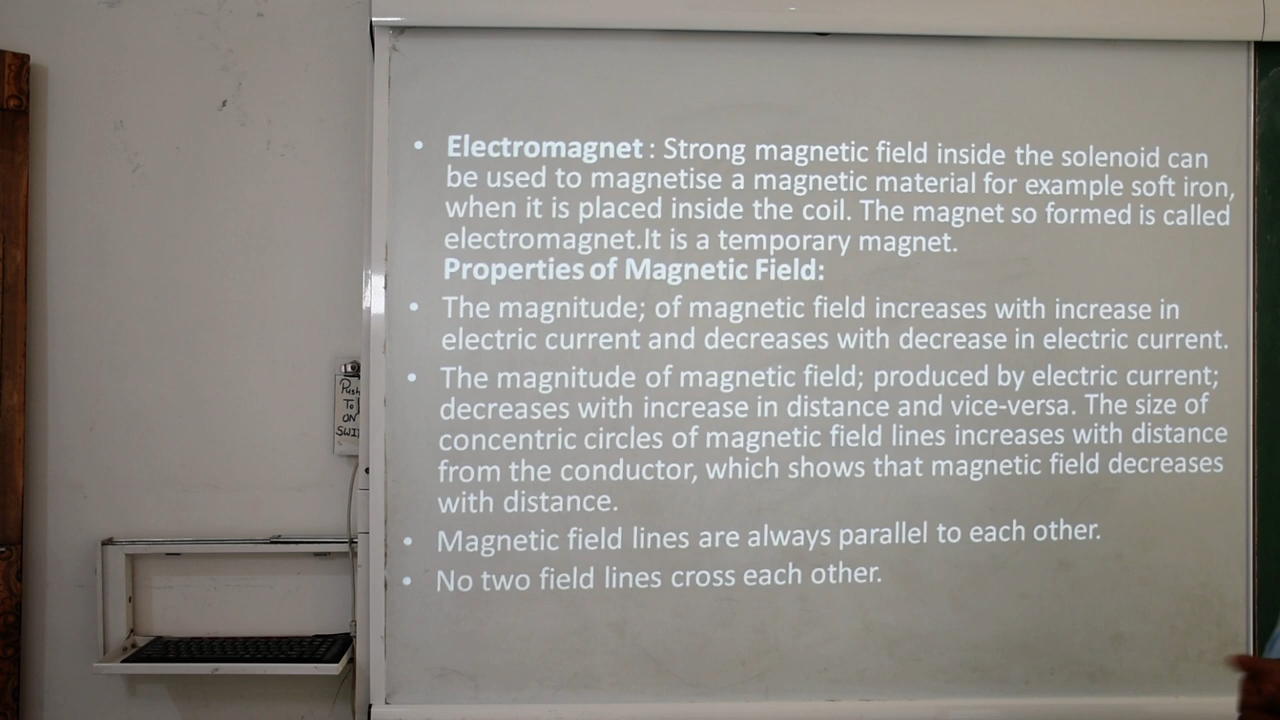 • Electromagnet : Strong magnetic field inside the solenoid can
be used to magnetise a magnetic material for example soft iron,
when it is placed inside the coil. The magnet so formed is called
electromagnet.It is a temporary magnet.
Properties of Magnetic Field:
• The magnitude; of magnetic field increases with increase in
electric current and decreases with decrease in electric current.
• The magnitude of magnetic field; produced by electric current;
decreases with increase in distance and vice-versa. The size of
concentric circles of magnetic field lines increases with distance
from the conductor, which shows that magnetic field decreases
with distance.
• Magnetic field lines are always parallel to each other.
• No two field lines cross each other.
Push
To
ON